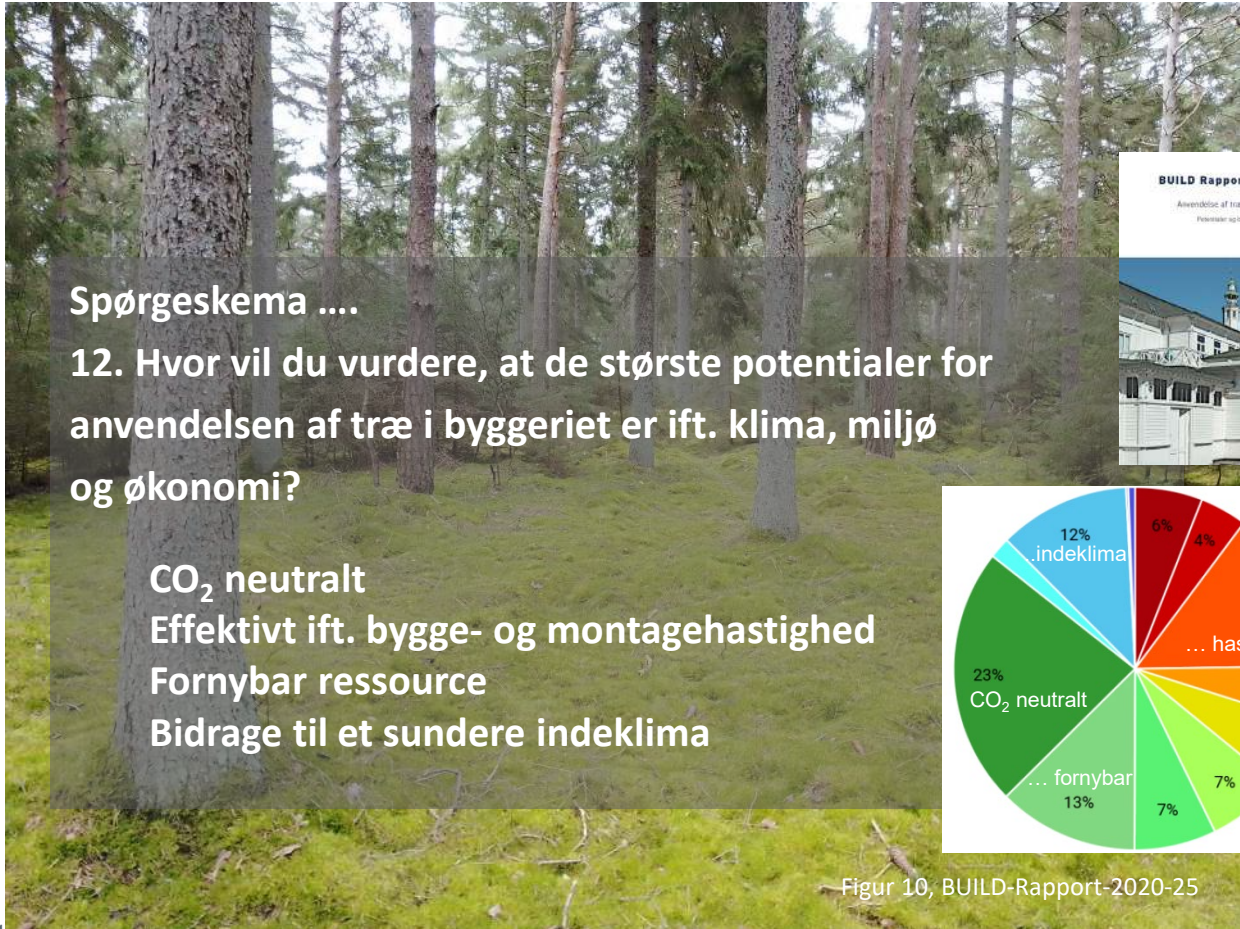 Spørgeskema ....
12. Hvor vil du vurdere, at de største potentialer for
anvendelsen af træ i byggeriet er ift. klima, miljø
og økonomi?
CO₂ neutralt
Effektivt ift. bygge- og montagehastighed
Fornybar ressource
Bidrage til et sundere indeklima
BUILD
Anvendelse af
12%
...indeklima
6%
4%
... 
23%
CO₂ neutralt
... fornybar
13%
7%
7%
Figur 10, BUILD-Rapport-2020-25